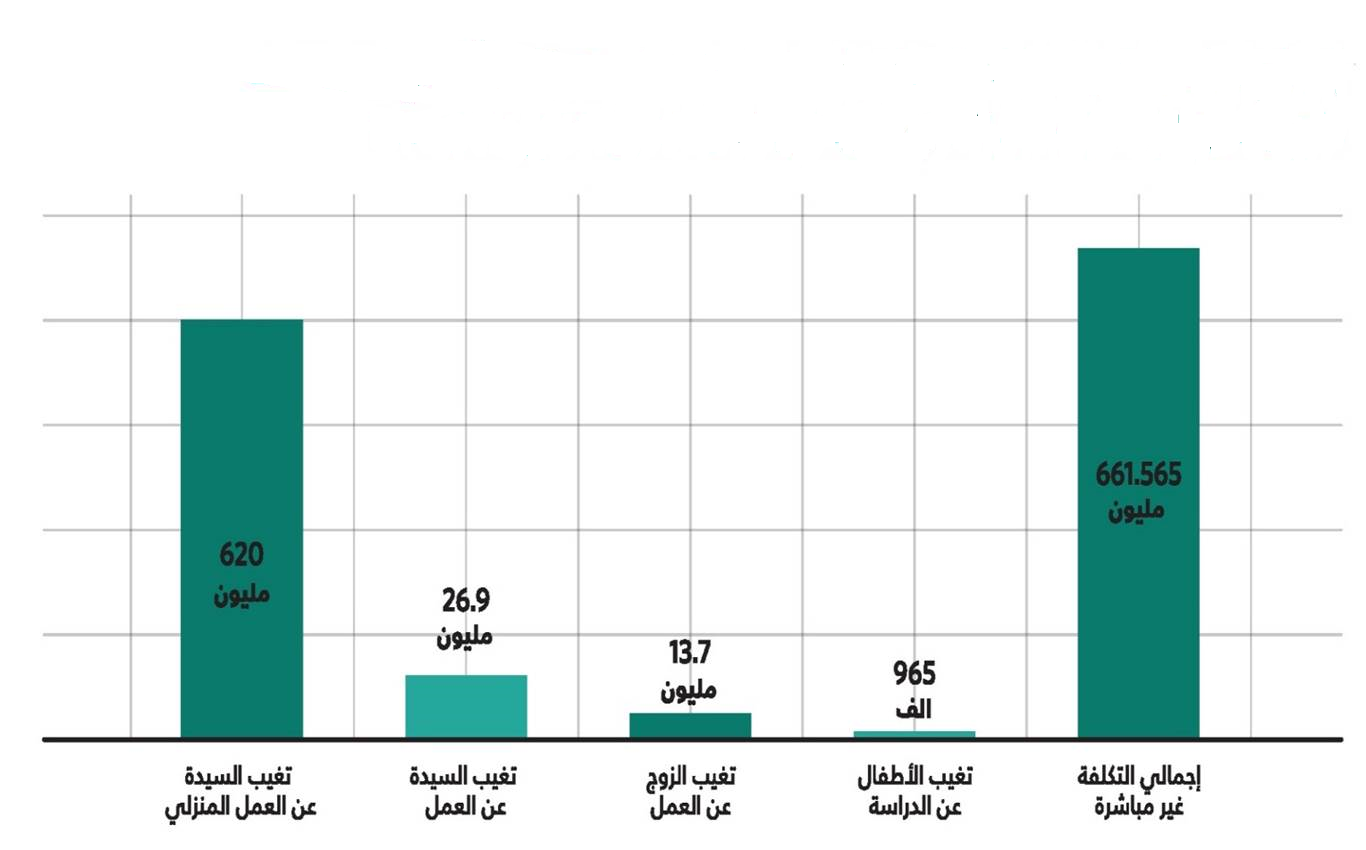 661.565
مليون
620
مليون
26.9
مليون
13.7
مليون
965
الف
إجمالي التكلفة
غير مباشرة
تغيب الأطفال
عن الدراسة
تغيب الزوج
عن العمل
تغيب السيدة
عن العمل
تغيب السيدة
عن العمل المنزلي